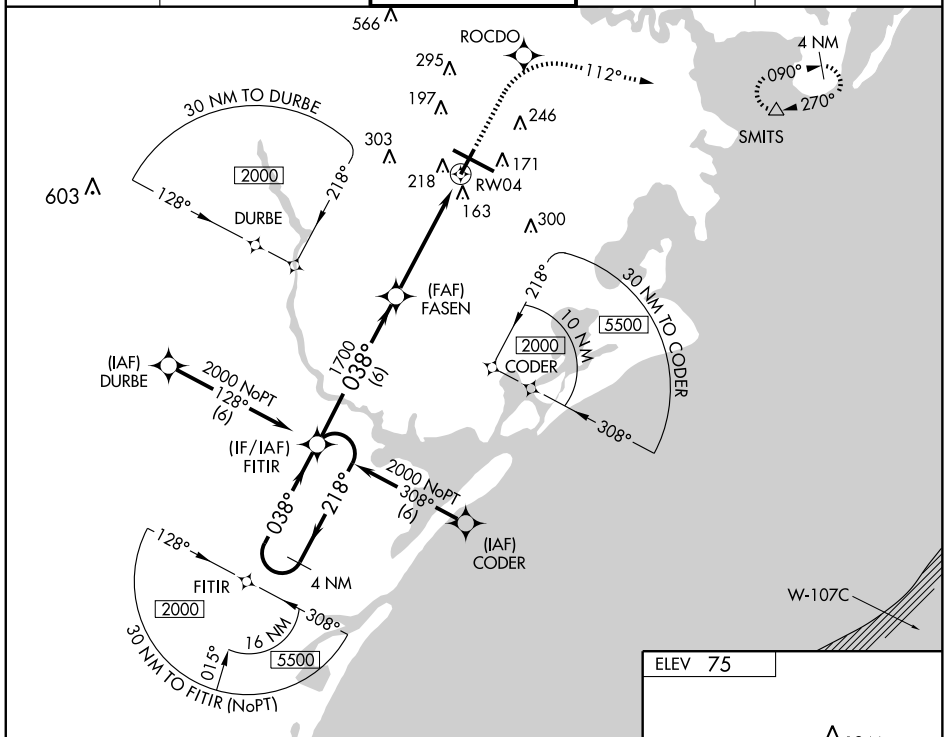 566
ROCDO
4 NM
295
112°
090°
30 NM TO DURBE
197
270°
246
SMITS
303
2000
218
171
603
218°
RW04
128°
163
DURBE
300
218°
30 NM TO CODER
(FAF)
FASEN
10 NM
5500
1700
038°
(6)
2000
(IAF)
DURBE
2000 NoPT
128°
(6)
CODER
308°
(IF/IAF)
FITIR
2000 NoPT
308°
(6)
038°
218°
128°
(IAF)
CODER
FITIR
4 NM
2000
308°
W-107C
16 NM
015°
5500
30 NM TO FITIR (NoPT)
ELEV 75